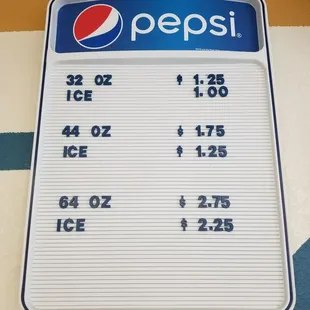 pepsi®
32 OZ $ 1.25
ICE 1.00
44 OZ $ 1.75
ICE $ 1.25
64 OZ $ 2.75
ICE $ 2.25